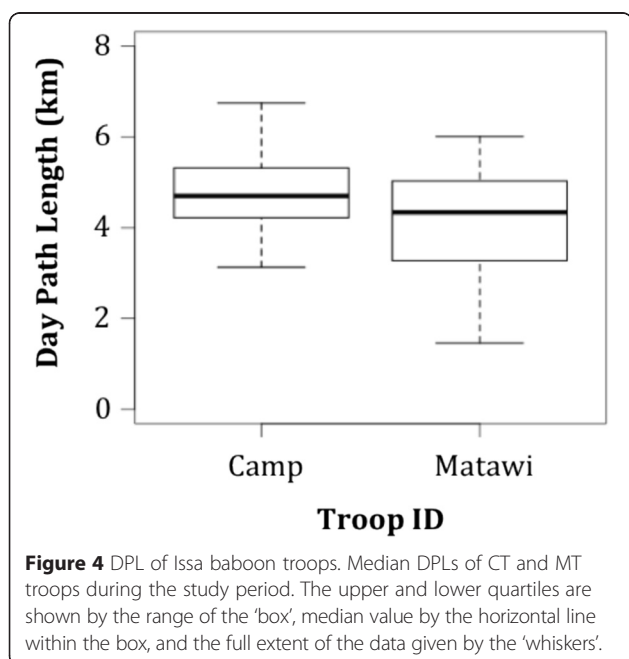 8
6
4
2
0
Day Path Length (km)
Camp Matawi
Troop ID
Figure 4 DPL of Issa baboon troops. Median DPLs of CT and MT
troops during the study period. The upper and lower quartiles are
shown by the range of the ‘box’, median value by the horizontal line
within the box, and the full extent of the data given by the ‘whiskers’.